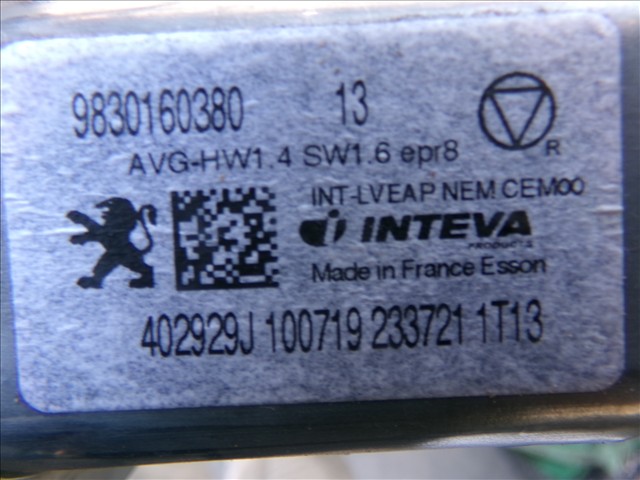 9830160380 13
R
AVG-HW1.4 SW1.6 epr8
INT-LVEAP NEM CEM00
INTEVA
PRODUCTS
Made in France Esson
402929J 100719 233721 1T13